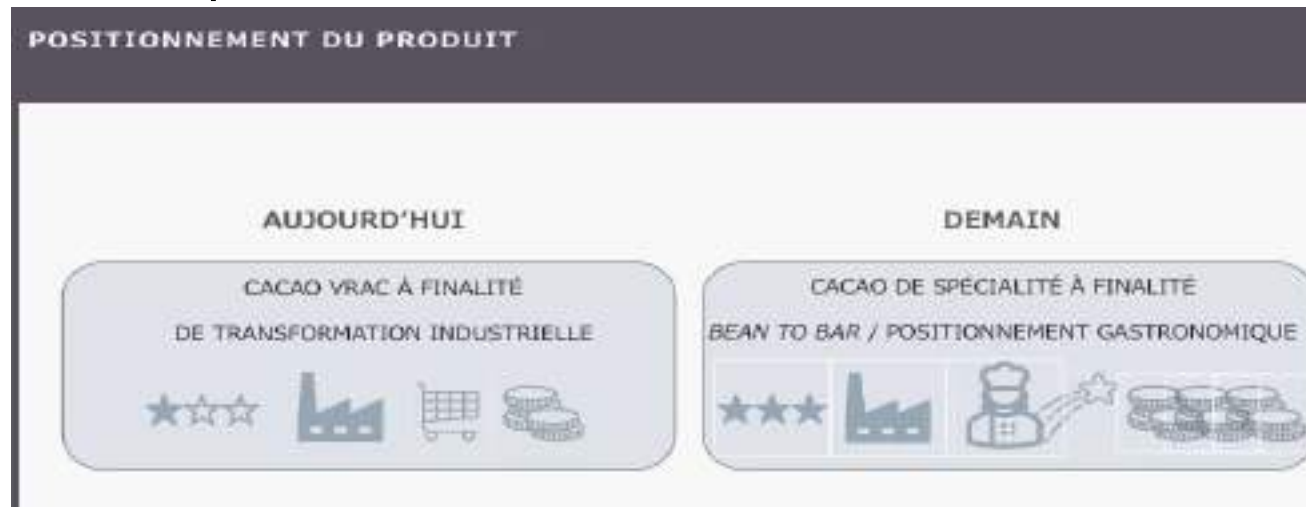 POSITIONNEMENT DU PRODUIT
AUJOURD'HUI
CACAO VRAC À FINALITÉ
DE TRANSFORMATION INDUSTRIELLE
DEMAIN
CACAO DE SPÉCIALITÉ À FINALITÉ
BEAN TO BAR / POSITIONNEMENT GASTRONOMIQUE